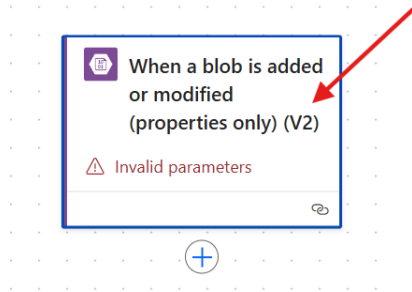 When a blob is added
or modified
(properties only) (V2)
Invalid parameters